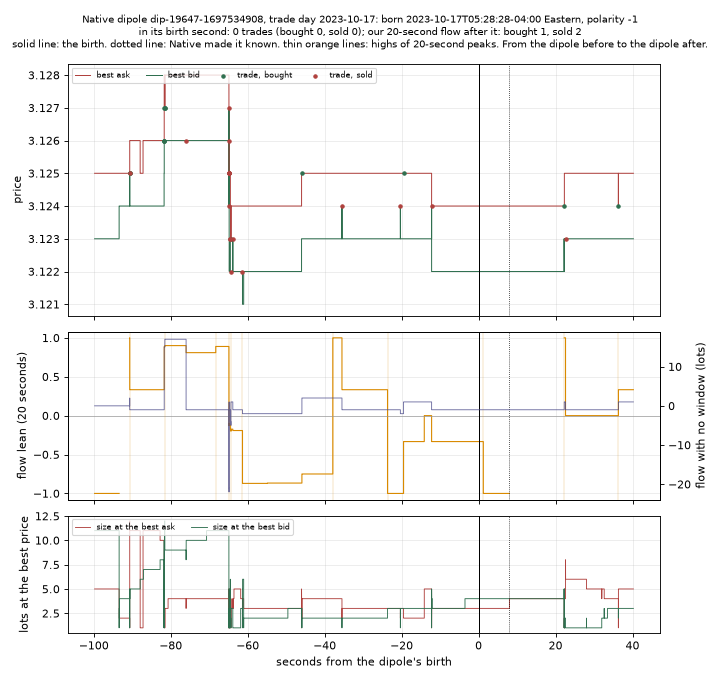 Native dipole dip-19647-1697534908, trade day 2023-10-17: born 2023-10-17T05:28:28-04:00 Eastern, polarity -1
in its birth second: 0 trades (bought 0, sold 0); our 20-second flow after it: bought 1, sold 2
solid line: the birth. dotted line: Native made it known. thin orange lines: highs of 20-second peaks. From the dipole before to the dipole after.
best ask
best bid
trade, bought
trade, sold
3.128
3.127
3.126
3.125
3.124
3.123
3.122
3.121
price
1.0
0.5
0.0
−0.5
−1.0
flow lean (20 seconds)
10
0
−10
−20
flow with no window (lots)
size at the best ask
size at the best bid
12.5
10.0
7.5
5.0
2.5
lots at the best price
−100
−80
−60
−40
−20
0
20
40
seconds from the dipole's birth